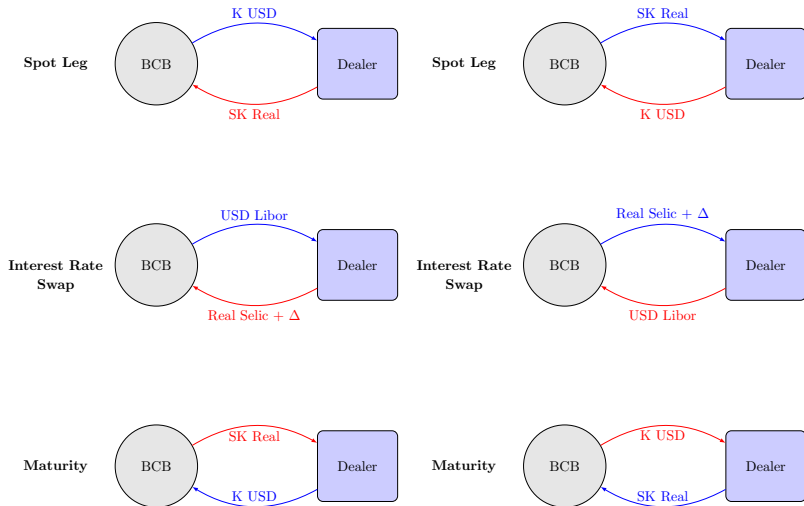 K USD
Spot Leg
BCB
Dealer
SK Real
SK Real
Spot Leg
BCB
Dealer
K USD
USD Libor
Interest Rate
Swap
BCB
Dealer
Real Selic + Δ
Real Selic + Δ
Interest Rate
Swap
BCB
Dealer
USD Libor
SK Real
Maturity
BCB
Dealer
K USD
K USD
Maturity
BCB
Dealer
SK Real